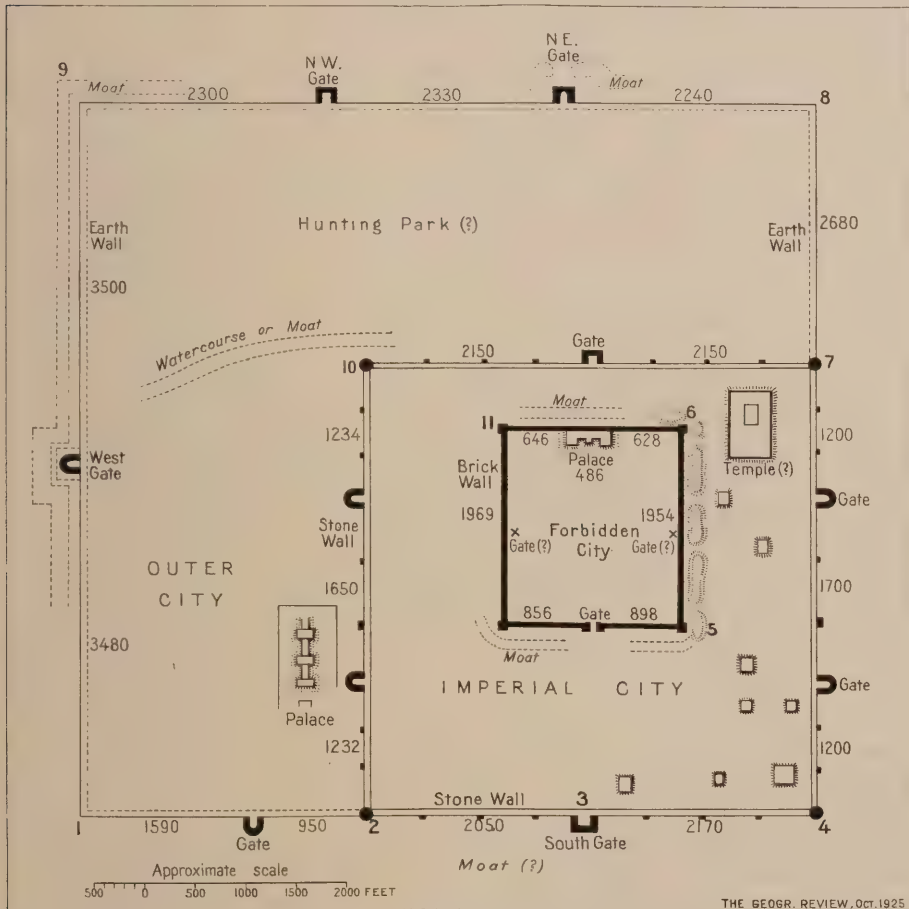 NW.
Gate
NE.
Gate
9
Moat
2300
2330
Moat
2240
8
Earth
Wall
Hunting Park (?)
Earth
Wall
2680
3500
Watercourse or Moat
Gate
2150
2150
10
7
Moat
11
6
1234
646
628
1200
Palace
486
Temple (?)
West
Gate
Brick
Wall
Stone
Wall
1969
1954
Gate
Forbidden
City
Gate (?)
Gate (?)
OUTER
CITY
1650
1700
856
Gate
898
5
3480
Moat
IMPERIAL CITY
Gate
Palace
1232
1200
Stone Wall
3
1
1590
950
2
2050
2170
4
Gate
South Gate
Moat (?)
Approximate scale
500 0 500 1000 1500 2000 FEET
THE GEOGR. REVIEW, OCT. 1925